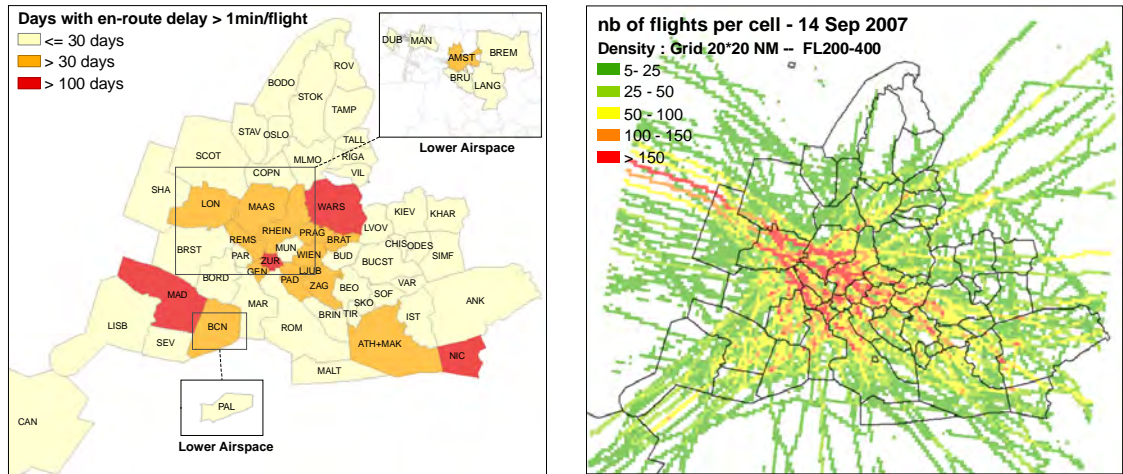 Days with en-route delay > 1min/flight
<= 30 days
> 30 days
> 100 days
DUB
MAN
AMST
BREM
BRU
LANG
Lower Airspace
ROV
BODO
STOK
TAMP
STAV
OSLO
TALL
RIGA
SCOT
MLMO
VIL
COPN
SHA
LON
MAAS
WARS
KIEV
KHAR
LVOV
RHEIN
PRAG
REMS
BRAT
CHIS
ODES
BRST
MUN
PAR
WIEN
BUD
SIMF
ZUR
BUCST
GEN
LJUB
BORD
PAD
ZAG
VAR
MAD
BEO
SOF
ANK
MAR
SKO
BRIN
TIR
IST
LISB
BCN
ROM
SEV
ATH+MAK
NIC
MALT
PAL
CAN
Lower Airspace
nb of flights per cell - 14 Sep 2007
Density : Grid 20*20 NM -- FL200-400
5- 25
25 - 50
50 - 100
100 - 150
> 150